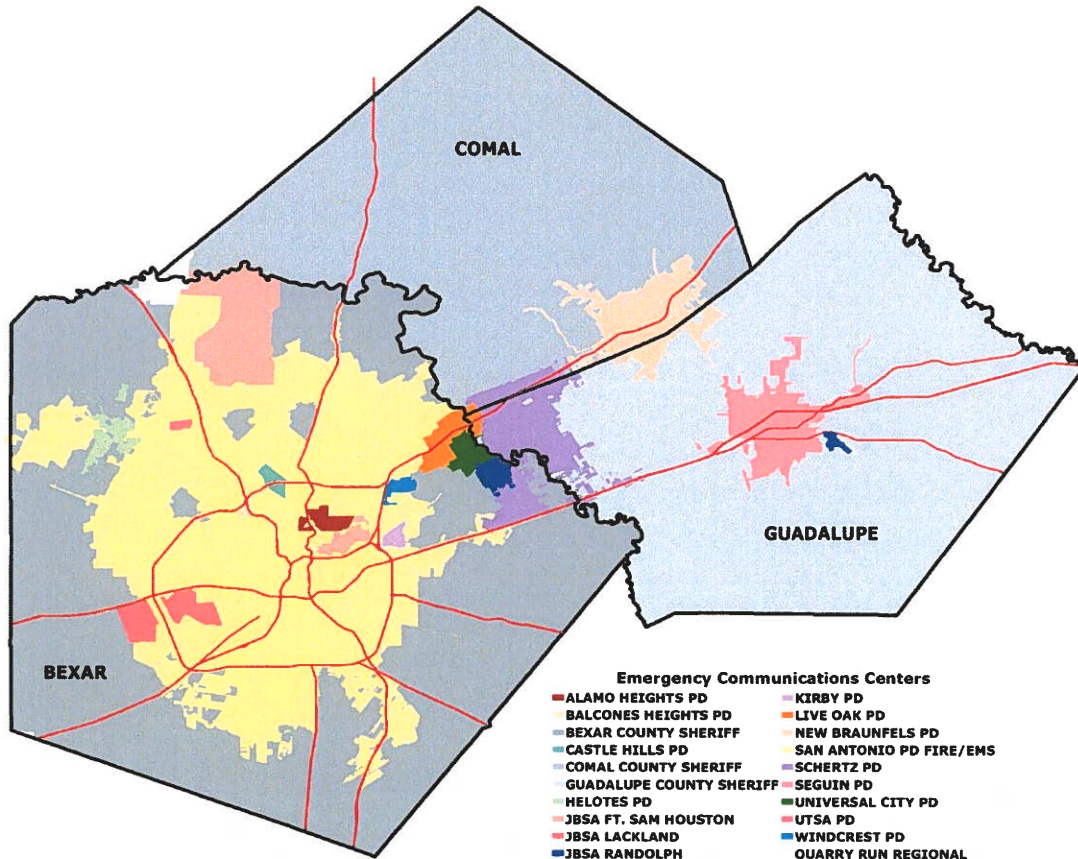 COMAL
GUADALUPE
BEXAR
Emergency Communications Centers
ALAMO HEIGHTS PD
BALCONES HEIGHTS PD
BEXAR COUNTY SHERIFF
CASTLE HILLS PD
COMAL COUNTY SHERIFF
GUADALUPE COUNTY SHERIFF
HELOTES PD
JBSA FT. SAM HOUSTON
JBSA LACKLAND
JBSA RANDOLPH
KIRBY PD
LIVE OAK PD
NEW BRAUNFELS PD
SAN ANTONIO PD FIRE/EMS
SCHERTZ PD
SEGUIN PD
UNIVERSAL CITY PD
UTSA PD
WINDCREST PD
QUARRY RUN REGIONAL